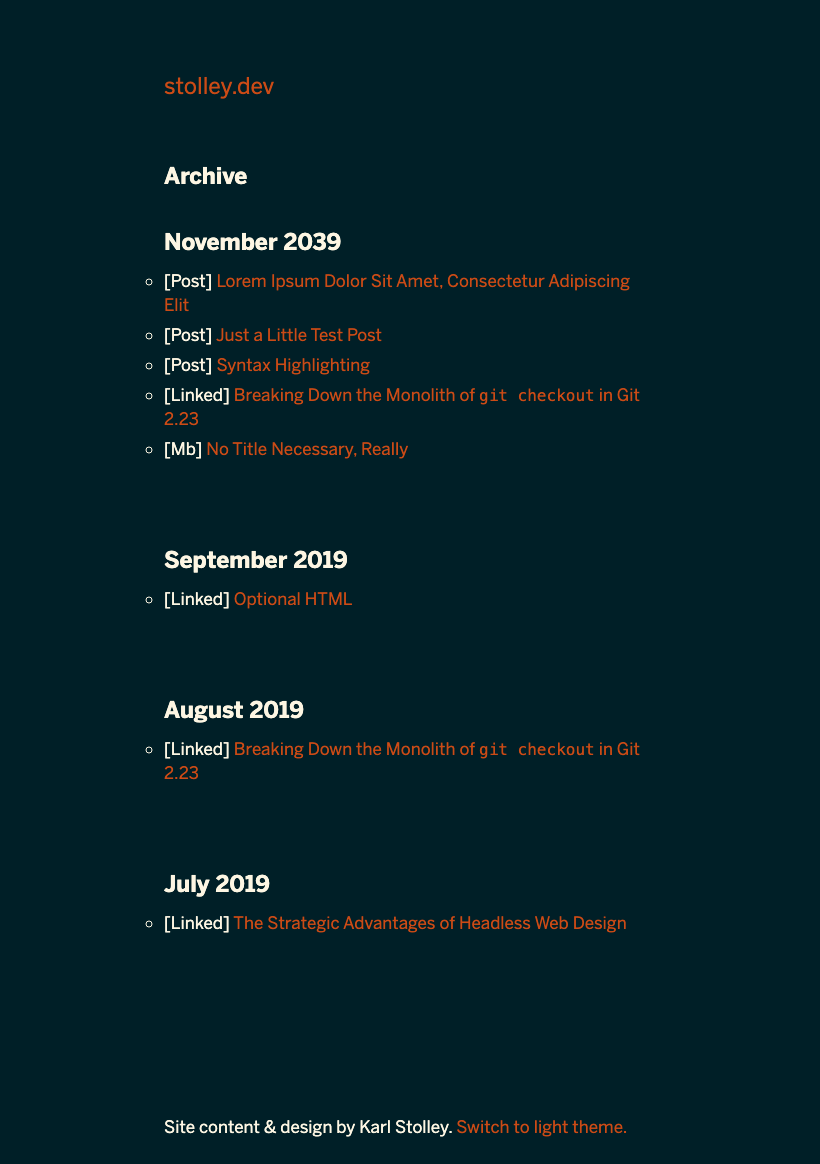 stolley.dev
Archive
November 2039
[Post] Lorem Ipsum Dolor Sit Amet, Consectetur Adipiscing
Elit
[Post] Just a Little Test Post
[Post] Syntax Highlighting
[Linked] Breaking Down the Monolith of git checkout in Git
2.23
[Mb] No Title Necessary, Really
September 2019
[Linked] Optional HTML
August 2019
[Linked] Breaking Down the Monolith of git checkout in Git
2.23
July 2019
[Linked] The Strategic Advantages of Headless Web Design
Site content & design by Karl Stolley. Switch to light theme.